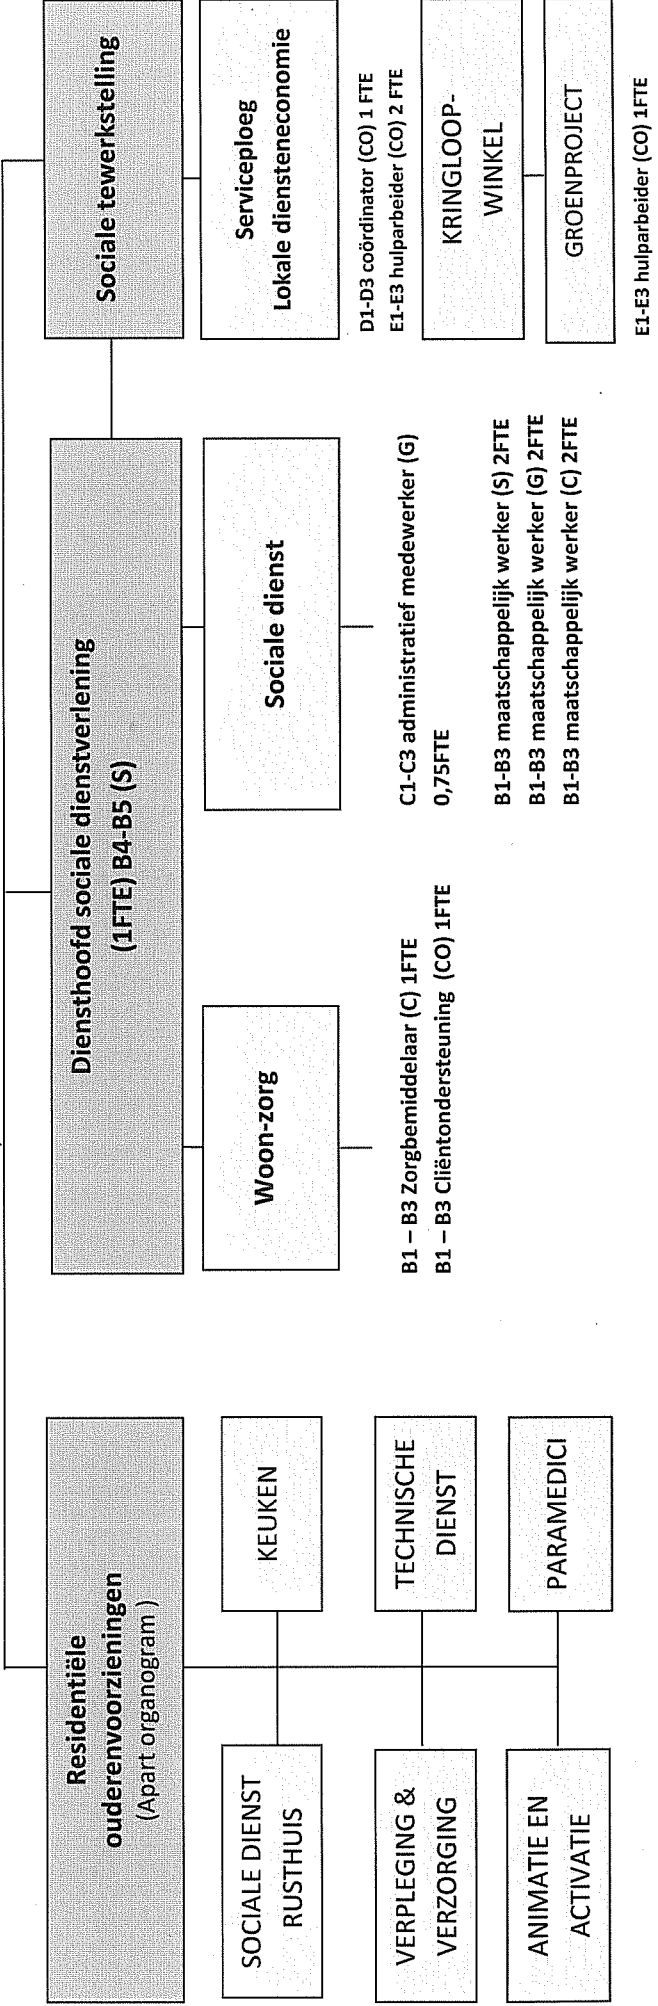 Residentiële
ouderenvoorzieningen
(Apart organogram )
SOCIALE DIENST
RUSTHUIS
KEUKEN
VERPLEGING &
VERZORGING
TECHNISCHE
DIENST
ANIMATIE EN
ACTIVATIE
PARAMEDICI
Diensthoofd sociale dienstverlening
(1FTE) B4-B5 (S)
Woon-zorg
B1 – B3 Zorgbemiddelaar (C) 1FTE
B1 – B3 Cliëntondersteuning (CO) 1FTE
Sociale dienst
C1-C3 administratief medewerker (G)
0,75FTE
B1-B3 maatschappelijk werker (S) 2FTE
B1-B3 maatschappelijk werker (G) 2FTE
B1-B3 maatschappelijk werker (C) 2FTE
Sociale tewerkstelling
Serviceploeg
Lokale diensteneconomie
D1-D3 coördinator (CO) 1 FTE
E1-E3 hulparbeider (CO) 2 FTE
KRINGLOOP-
WINKEL
GROENPROJECT
E1-E3 hulparbeider (CO) 1FTE